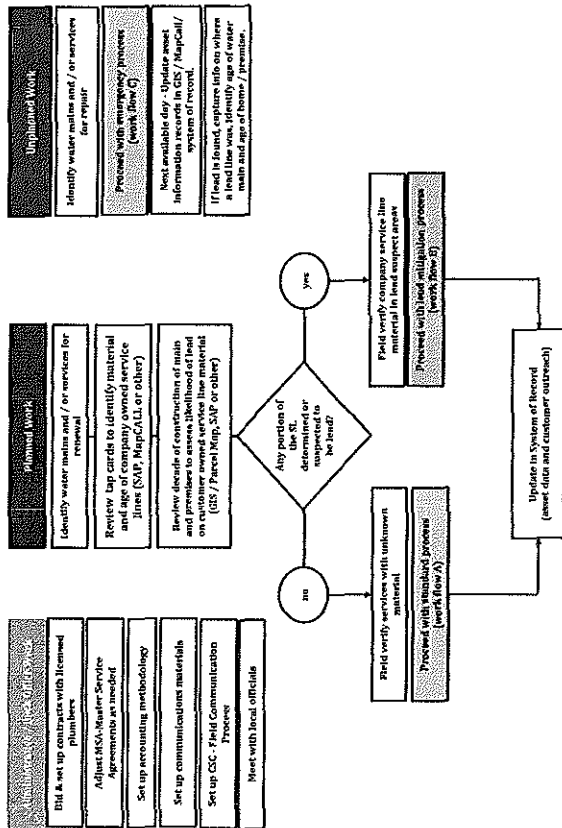 Bid & set up contracts with licensed
plumbers
Adjust MSA-Master Service
Agreements as needed
Set up accounting methodology
Set up communications materials
Set up CSC - Field Communication
Process
Meet with local officials
Planned Work
Identify water mains and / or services for
renewal
Review tap cards to identify material
and age of company owned service
lines (SAP, MapCALL or other)
Review decade of construction of main
and premises to assess likelihood of lead
on customer owned service line material
(GIS / Parcel Map, SAP or other)
Any portion of
the SL
determined or
suspected to
be lead?
no
yes
Field verify services with unknown
material
Proceed with standard process
(work flow A)
Field verify company service line
material in lead suspect areas
Proceed with lead mitigation process
(work flow B)
Update in System of Record
(asset data and customer outreach)
Unplanned Work
Identify water mains and / or services
for repair
Proceed with emergency process
(work flow C)
Next available day - Update asset
information records in GIS / MapCall /
system of record.
If lead is found, capture info on where
a lead line was, identify age of water
main and age of home / premise.